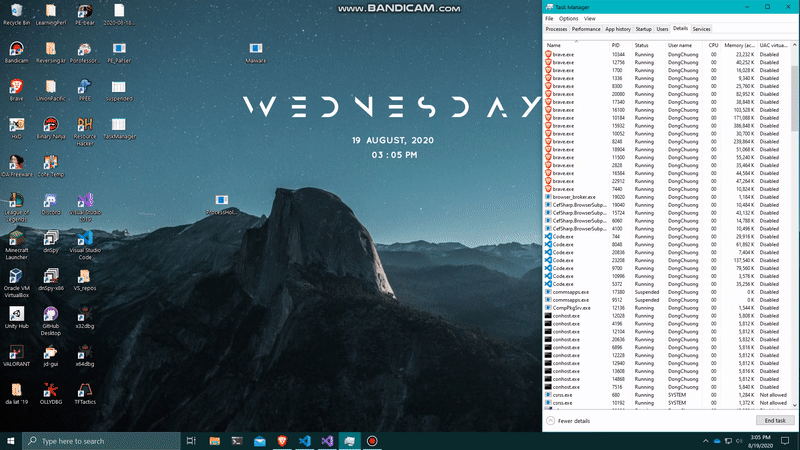 www.BANDICAM.com
Recycle Bin
LearningPerl
PE-bear
2020-08-18...
Bandicam
Reversing.kr
Porofessor...
PE_Parser
Malware
Brave
UnionPacific
PPEE
Suspended
HxD
Binary Ninja
Resource Hacker
TaskManager
IDA Freeware
Core Temp
League of Legends
Discord
Visual Studio 2019
ProcessHol...
Minecraft Launcher
dnSpy
Visual Studio Code
Oracle VM VirtualBox
dnSpy-x86
VS_repos
Unity Hub
GitHub Desktop
x32dbg
VALORANT
jd-gui
x64dbg
da lat '19
OLLYDBG
TFTactics
WEDNESDAY
19 AUGUST, 2020
03 : 05 PM
Task Manager
File Options View
Processes Performance App history Startup Users Details Services
Name PID Status User name CPU Memory (ac... UAC virtua...
brave.exe 10344 Running DongChuong 00 23,232 K Disabled
brave.exe 12756 Running DongChuong 00 40,252 K Disabled
brave.exe 1700 Running DongChuong 00 16,028 K Disabled
brave.exe 1336 Running DongChuong 00 9,340 K Disabled
brave.exe 8300 Running DongChuong 00 25,760 K Disabled
brave.exe 20080 Running DongChuong 00 82,952 K Disabled
brave.exe 17340 Running DongChuong 00 38,848 K Disabled
brave.exe 16100 Running DongChuong 00 103,528 K Disabled
brave.exe 10184 Running DongChuong 00 171,088 K Disabled
brave.exe 15932 Running DongChuong 00 386,840 K Disabled
brave.exe 10052 Running DongChuong 00 30,700 K Disabled
brave.exe 8248 Running DongChuong 00 239,864 K Disabled
brave.exe 18904 Running DongChuong 00 51,068 K Disabled
brave.exe 11500 Running DongChuong 00 55,240 K Disabled
brave.exe 2828 Running DongChuong 00 35,464 K Disabled
brave.exe 16584 Running DongChuong 00 44,584 K Disabled
brave.exe 22912 Running DongChuong 00 47,264 K Disabled
brave.exe 7440 Running DongChuong 00 10,824 K Disabled
browser_broker.exe 19020 Running DongChuong 00 1,184 K Disabled
CefSharp.BrowserSubp... 19040 Running DongChuong 00 10,484 K Disabled
CefSharp.BrowserSubp... 15724 Running DongChuong 00 43,132 K Disabled
CefSharp.BrowserSubp... 6060 Running DongChuong 00 14,788 K Disabled
CefSharp.BrowserSubp... 4100 Running DongChuong 00 10,496 K Disabled
Code.exe 744 Running DongChuong 00 29,916 K Disabled
Code.exe 8048 Running DongChuong 00 61,892 K Disabled
Code.exe 20836 Running DongChuong 00 7,404 K Disabled
Code.exe 23208 Running DongChuong 00 137,540 K Disabled
Code.exe 9700 Running DongChuong 00 79,560 K Disabled
Code.exe 10996 Running DongChuong 00 3,576 K Disabled
Code.exe 5372 Running DongChuong 00 35,256 K Disabled
commsapps.exe 17380 Suspended DongChuong 00 0 K Disabled
commsapps.exe 9512 Suspended DongChuong 00 0 K Disabled
CompPkgSrv.exe 12136 Running DongChuong 00 1,544 K Disabled
conhost.exe 12028 Running DongChuong 00 5,808 K Disabled
conhost.exe 4196 Running DongChuong 00 5,812 K Disabled
conhost.exe 12104 Running DongChuong 00 5,812 K Disabled
conhost.exe 20636 Running DongChuong 00 5,832 K Disabled
conhost.exe 6896 Running DongChuong 00 5,816 K Disabled
conhost.exe 12228 Running DongChuong 00 5,812 K Disabled
conhost.exe 12940 Running DongChuong 00 5,812 K Disabled
conhost.exe 13608 Running DongChuong 00 5,816 K Disabled
conhost.exe 14868 Running DongChuong 00 5,812 K Disabled
conhost.exe 7516 Running DongChuong 00 5,840 K Disabled
csrss.exe 680 Running SYSTEM 00 1,284 K Not allowed
csrss.exe 10192 Running SYSTEM 00 1,372 K Not allowed
Fewer details
End task
Type here to search
3:05 PM
8/19/2020